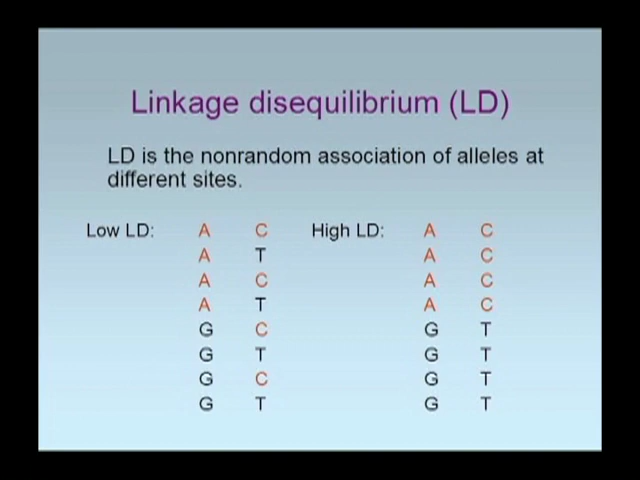 Linkage disequilibrium (LD)
LD is the nonrandom association of alleles at
different sites.
Low LD: A C High LD: A C
A T A C
A C A C
A T A C
G C G T
G T G T
G C G T
G T G T